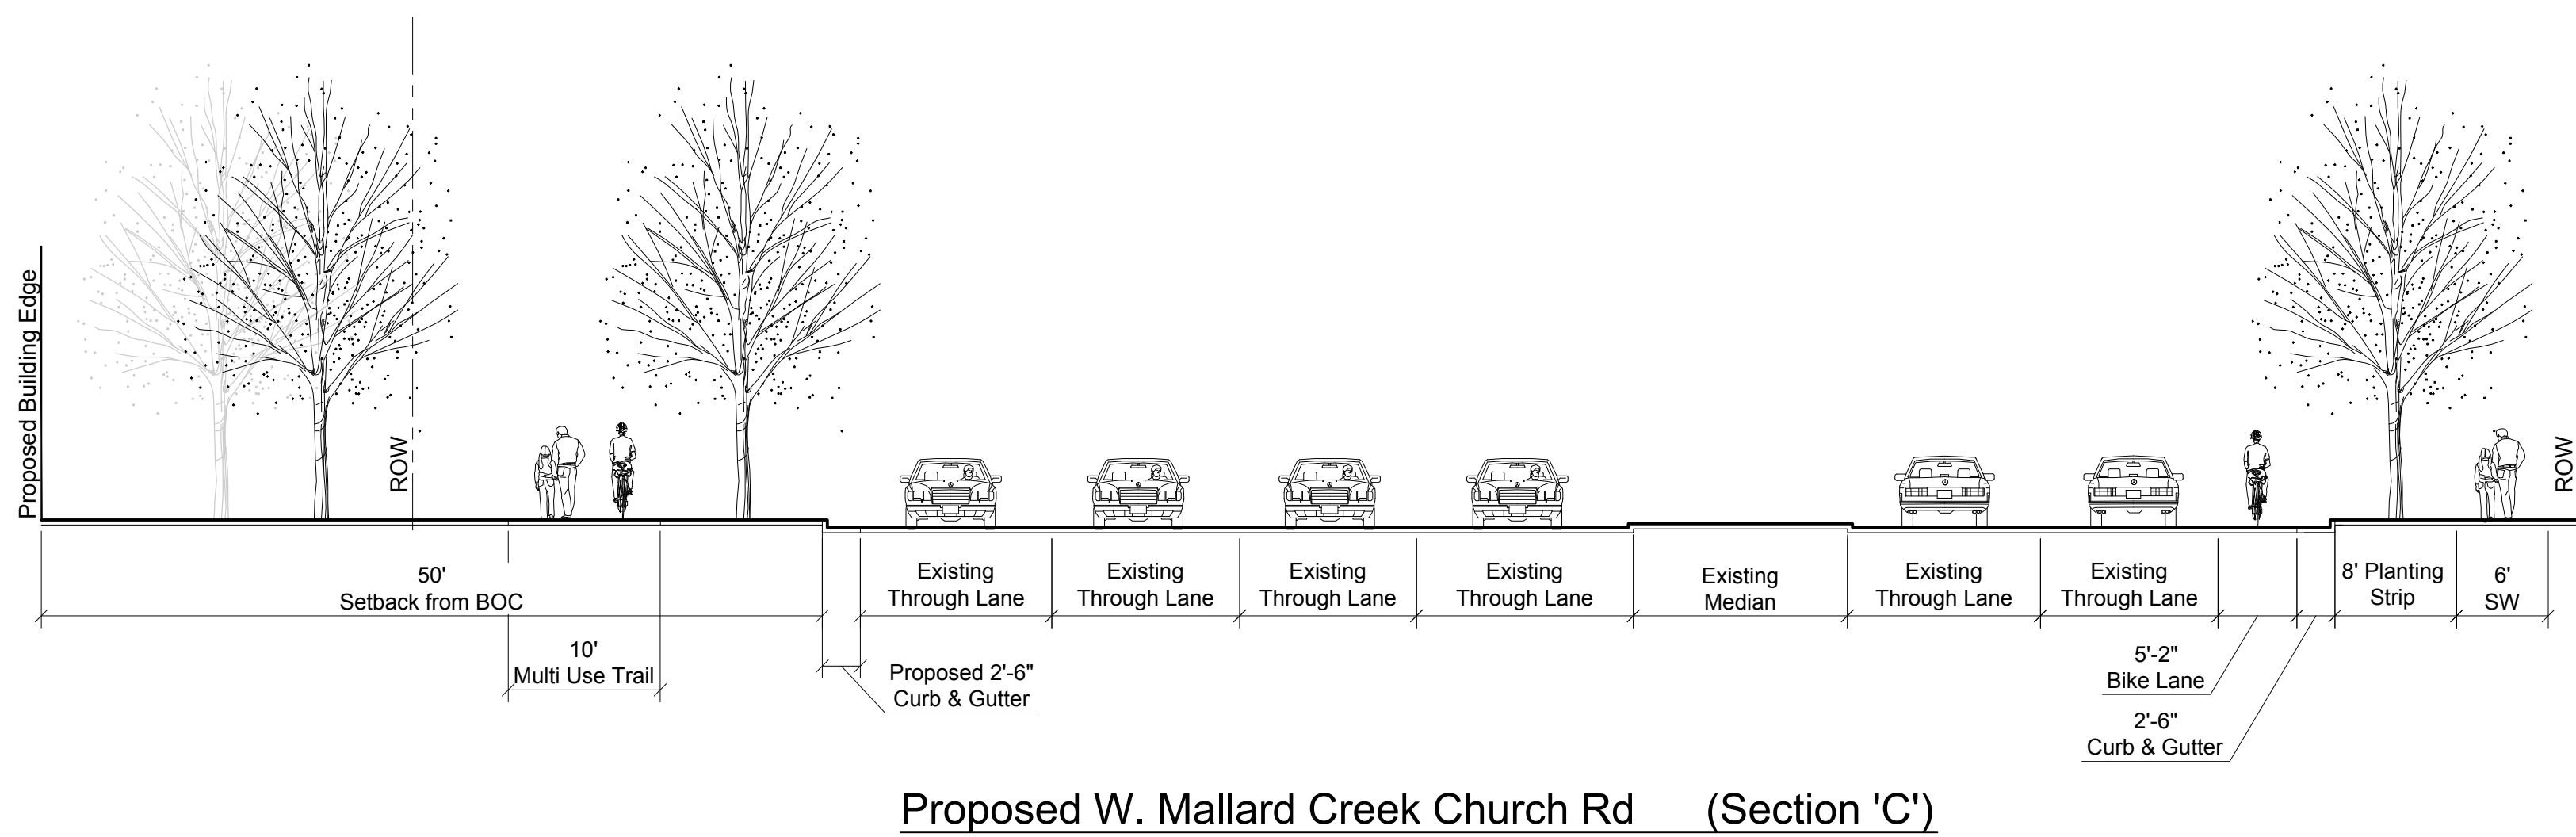 Proposed Building Edge
ROW
ROW
50'
Setback from BOC
10'
Multi Use Trail
Proposed 2'-6"
Curb & Gutter
Existing
Through Lane
Existing
Through Lane
Existing
Through Lane
Existing
Through Lane
Existing
Median
Existing
Through Lane
Existing
Through Lane
5'-2"
Bike Lane
2'-6"
Curb & Gutter
8' Planting
Strip
6'
SW
Proposed W. Mallard Creek Church Rd (Section 'C')